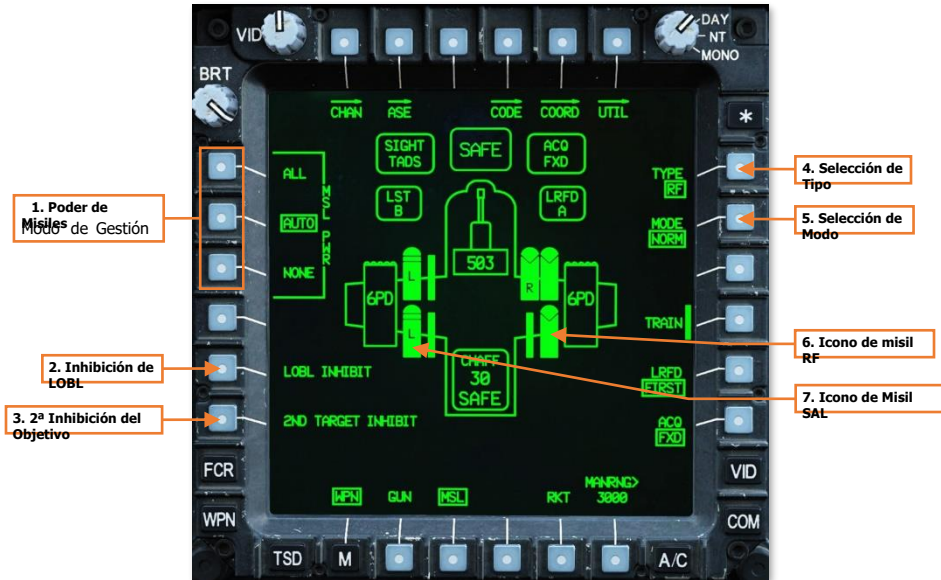 VID
DAY
NT
MONO
BRT
CHAN
ASE
CODE
COORD
UTIL
*
SIGHT
TADS
SAFE
ACQ
FXD
ALL
TYPE
RF
4. Selección de
Tipo
LST
B
LRFD
A
MSL PWR
1. Poder de
Misiles
Modo de Gestión
AUTO
MODE
NORM
5. Selección de
Modo
503
L
R
NONE
6PD
6PD
L
TRAIN
6. Icono de misil
RF
2. Inhibición de
LOBL
LOBL INHIBIT
CHAFF
30
SAFE
LRFD
FIRST
7. Icono de Misil
SAL
3. 2ª Inhibición del
Objetivo
2ND TARGET INHIBIT
ACQ
FXD
FCR
VID
WPN
GUN
MSL
RKT
MANRNG>
3000
WPN
COM
TSD
M
A/C